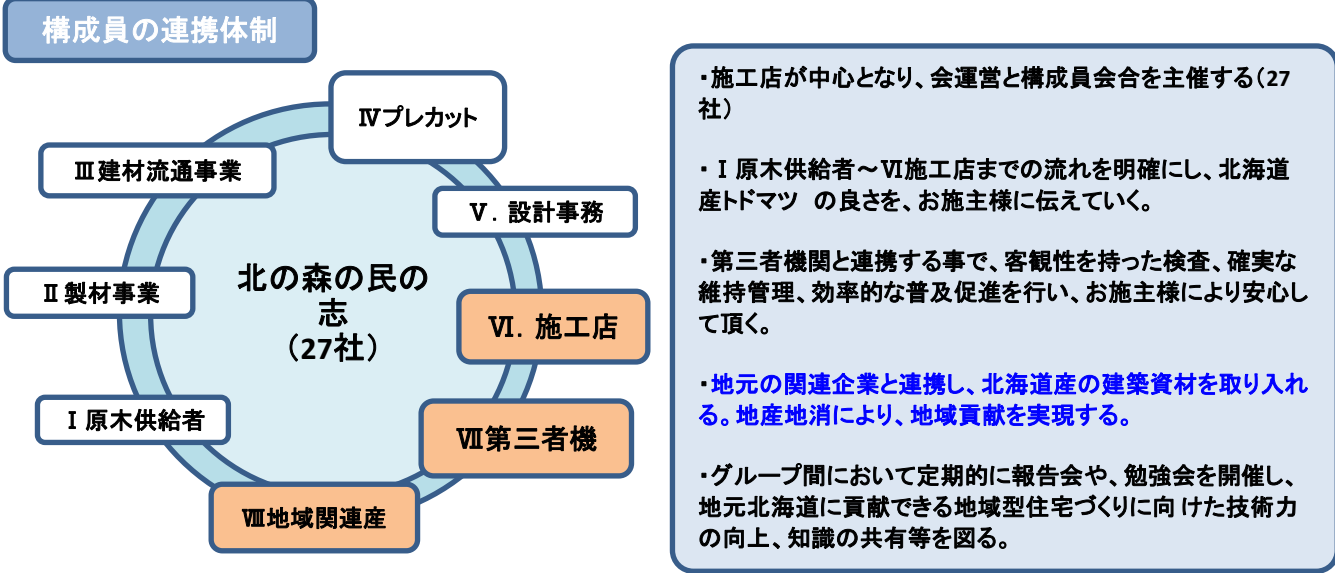 構成員の連携体制
Ⅳプレカット
Ⅲ建材流通事業
Ⅴ．設計事務
Ⅱ製材事業
北の森の民の
志
（27社）
Ⅵ．施工店
Ⅰ原木供給者
Ⅶ第三者機
Ⅷ地域関連産
・施工店が中心となり、会運営と構成員会合を主催する（27
社）
・Ⅰ原木供給者～Ⅵ施工店までの流れを明確にし、北海道
産トドマツ　の良さを、お施主様に伝えていく。
・第三者機関と連携する事で、客観性を持った検査、確実な
維持管理、効率的な普及促進を行い、お施主様により安心し
て頂く。
・地元の関連企業と連携し、北海道産の建築資材を取り入れ
る。地産地消により、地域貢献を実現する。
・グループ間において定期的に報告会や、勉強会を開催し、
地元北海道に貢献できる地域型住宅づくりに向けた技術力
の向上、知識の共有等を図る。